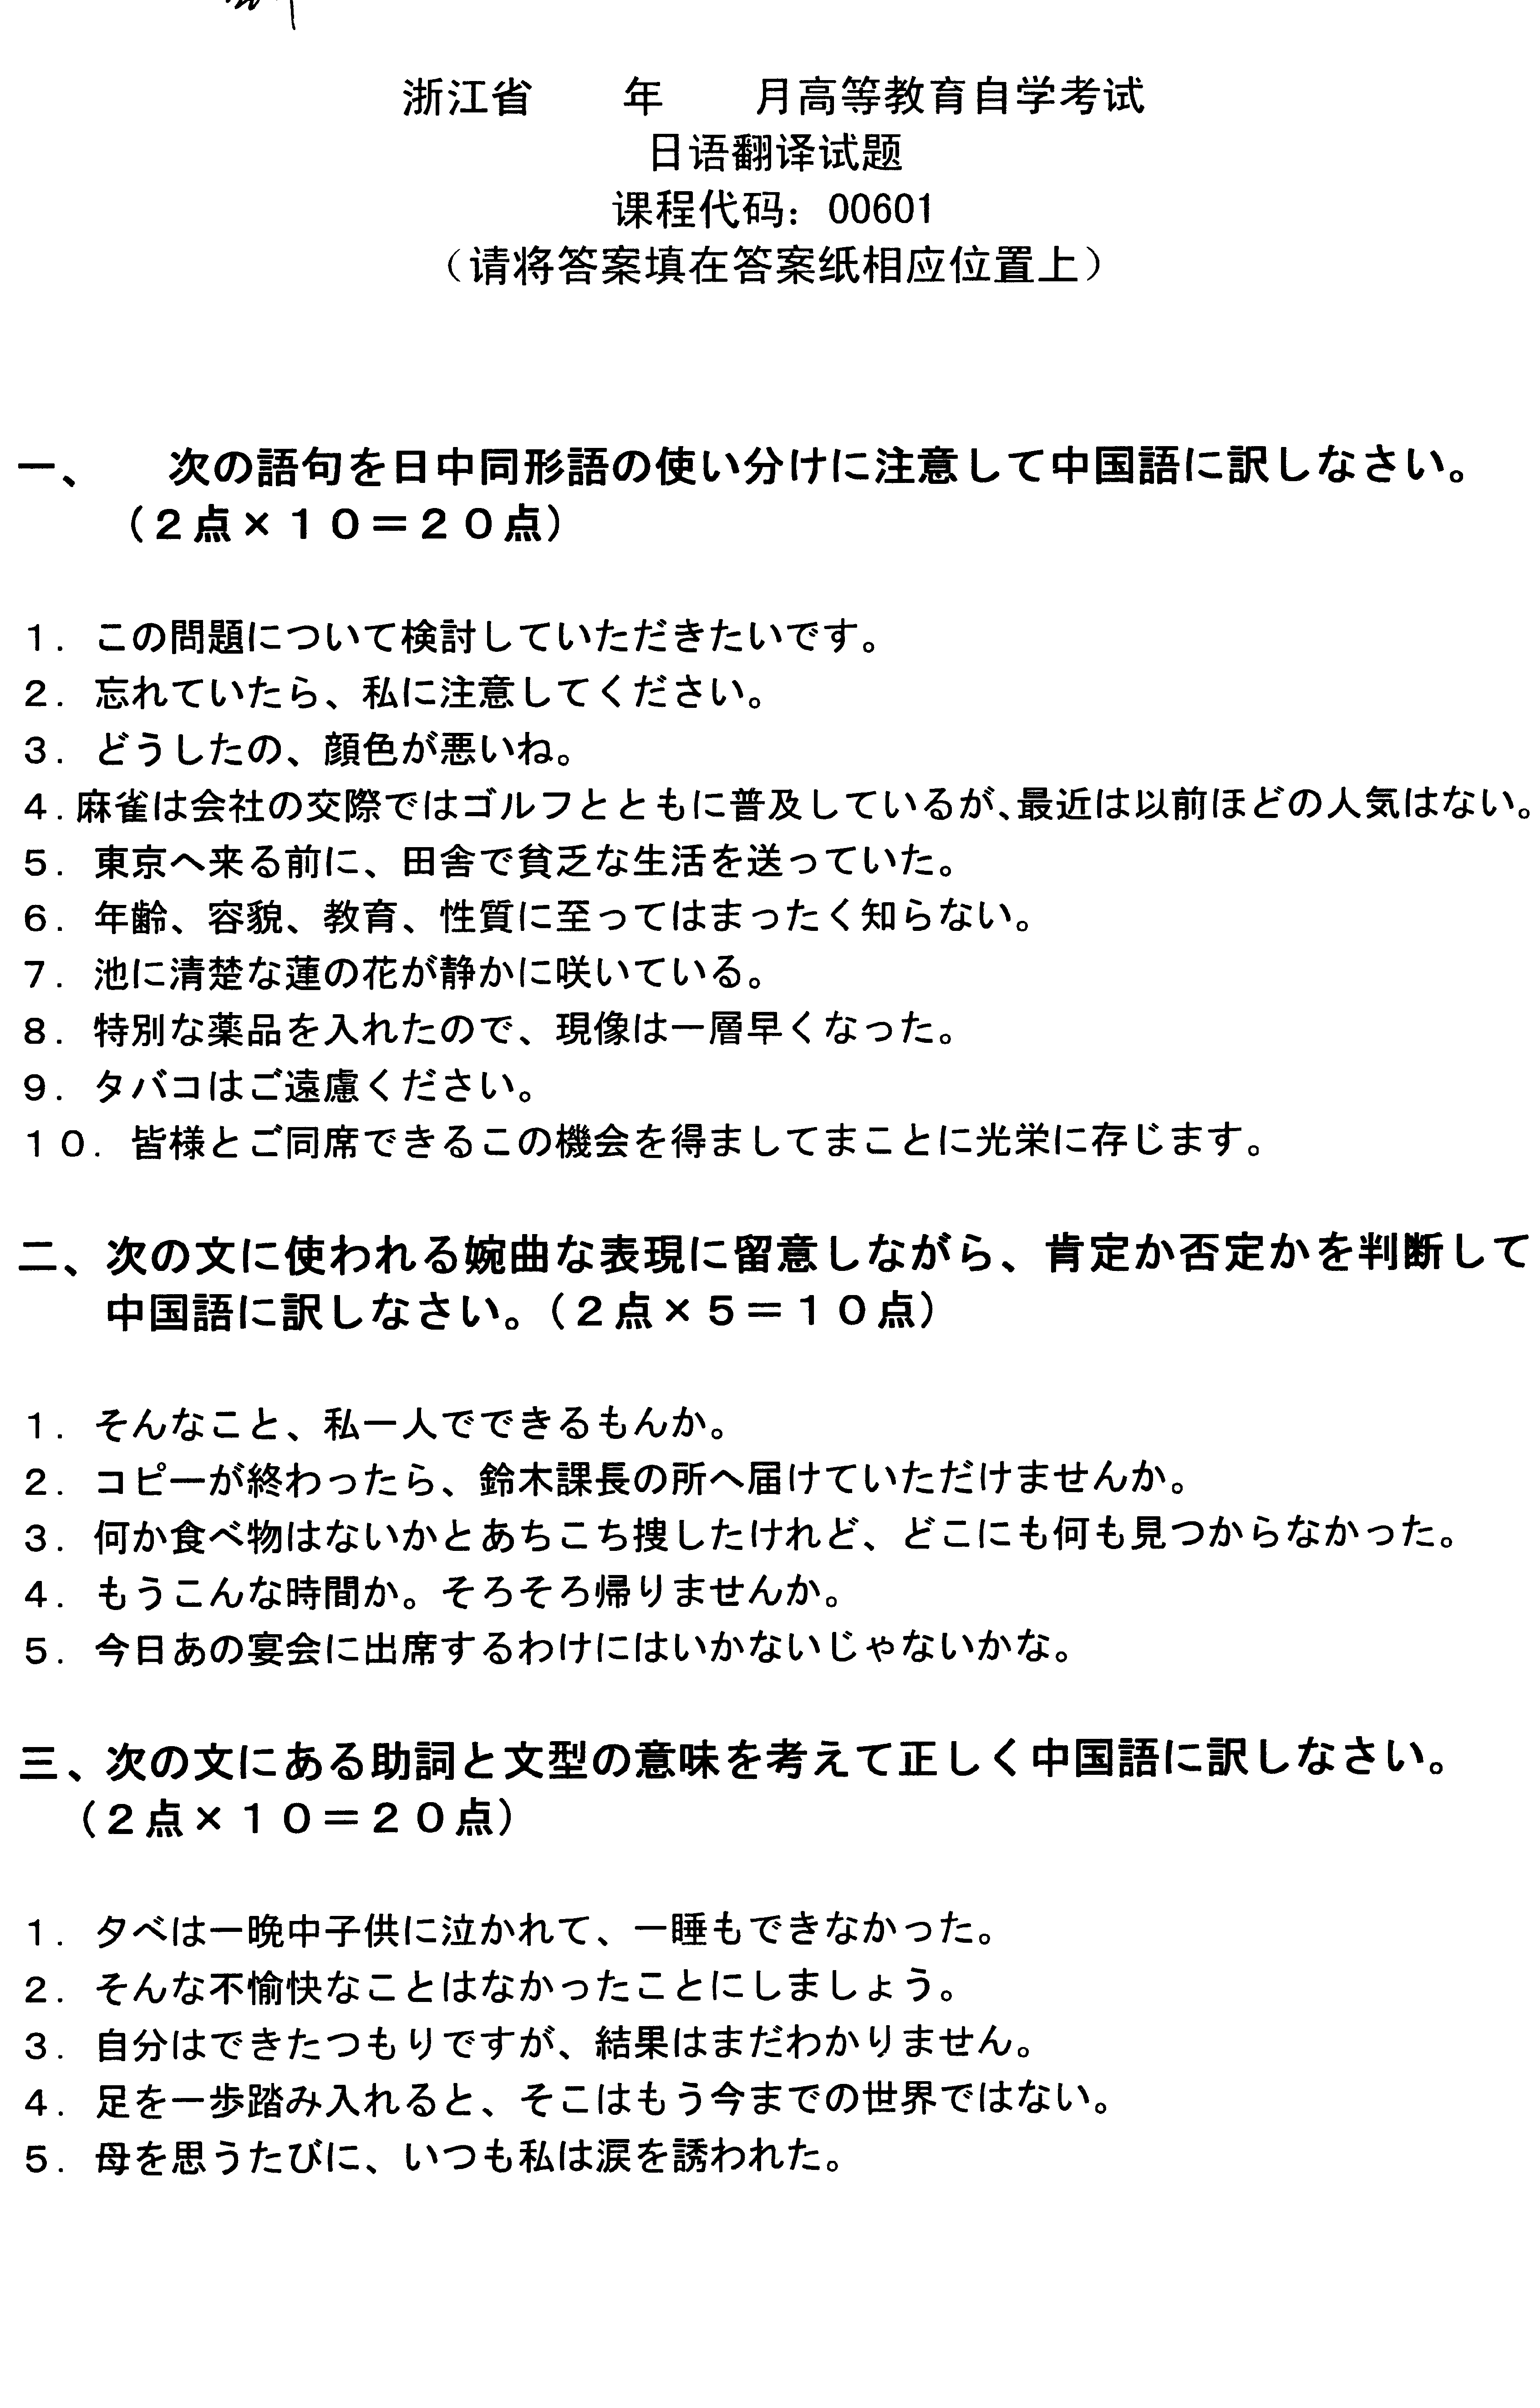 浙江省　　年　　月高等教育自学考试
日语翻译试题
课程代码：00601
（请将答案填在答案纸相应位置上）
一、　　次の語句を日中同形語の使い分けに注意して中国語に訳しなさい。
（２点×１０＝２０点）
１．この問題について検討していただきたいです。
２．忘れていたら、私に注意してください。
３．どうしたの、顔色が悪いね。
４．麻雀は会社の交際ではゴルフとともに普及しているが、最近は以前ほどの人気はない。
５．東京へ来る前に、田舎で貧乏な生活を送っていた。
６．年齢、容貌、教育、性質に至ってはまったく知らない。
７．池に清楚な蓮の花が静かに咲いている。
８．特別な薬品を入れたので、現像は一層早くなった。
９．タバコはご遠慮ください。
１０．皆様とご同席できるこの機会を得ましてまことに光栄に存じます。
二、次の文に使われる婉曲な表現に留意しながら、肯定か否定かを判断して
中国語に訳しなさい。（２点×５＝１０点）
１．そんなこと、私一人でできるもんか。
２．コピーが終わったら、鈴木課長の所へ届けていただけませんか。
３．何か食べ物はないかとあちこち捜したけれど、どこにも何も見つからなかった。
４．もうこんな時間か。そろそろ帰りませんか。
５．今日あの宴会に出席するわけにはいかないじゃないかな。
三、次の文にある助詞と文型の意味を考えて正しく中国語に訳しなさい。
（２点×１０＝２０点）
１．夕べは一晩中子供に泣かれて、一睡もできなかった。
２．そんな不愉快なことはなかったことにしましょう。
３．自分はできたつもりですが、結果はまだわかりません。
４．足を一歩踏み入れると、そこはもう今までの世界ではない。
５．母を思うたびに、いつも私は涙を誘われた。